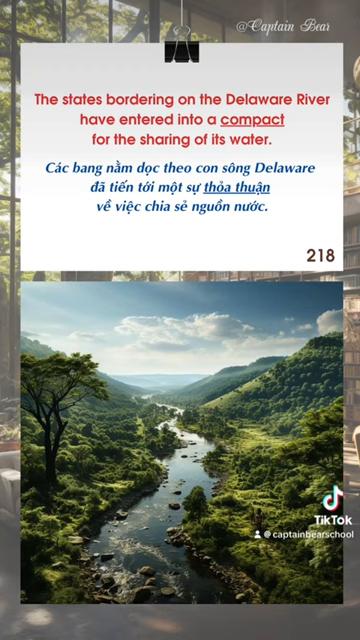 @Captain Bear
The states bordering on the Delaware River
have entered into a compact
for the sharing of its water.
Các bang nằm dọc theo con sông Delaware
đã tiến tới một sự thỏa thuận
về việc chia sẻ nguồn nước.
218
TikTok
@captainbearschool